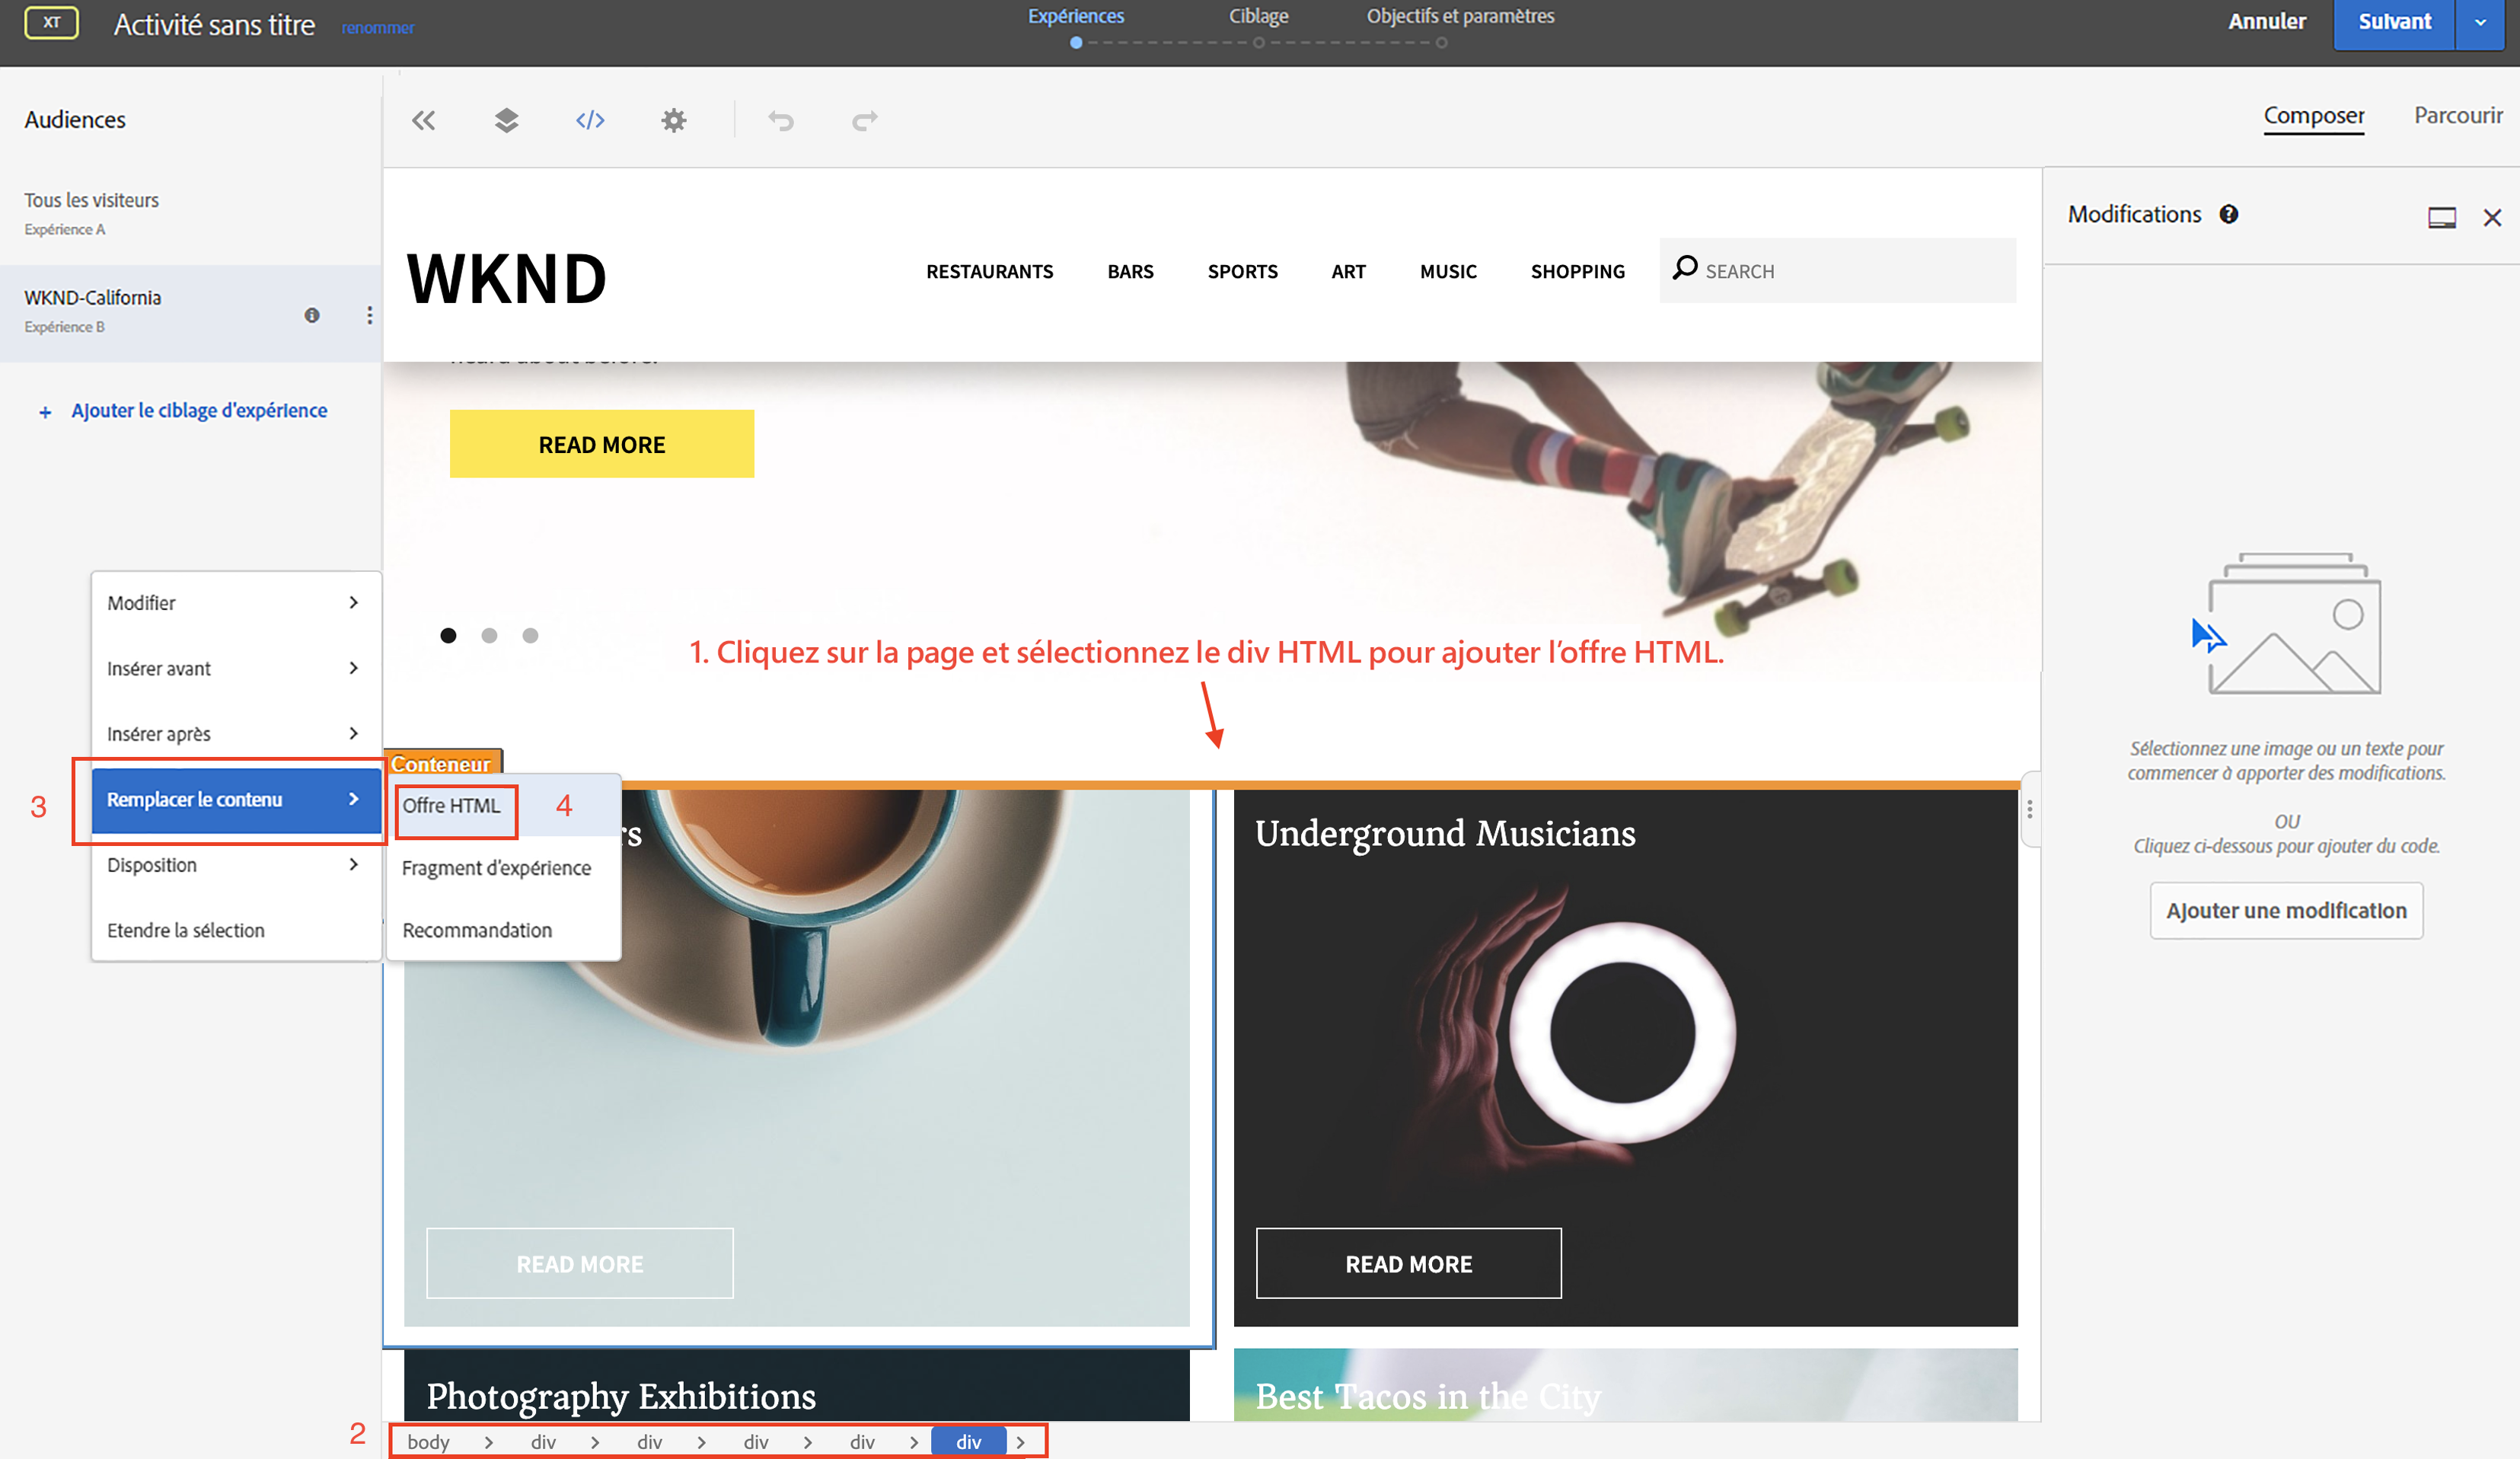 XT
Activité sans titre
renommer
Expériences
Ciblage
Objectifs et paramètres
Annuler
Suivant
Audiences
Composer
Parcourir
Tous les visiteurs
Expérience A
WKND-California
Expérience B
+ Ajouter le ciblage d'expérience
Modifications
WKND
RESTAURANTS
BARS
SPORTS
ART
MUSIC
SHOPPING
SEARCH
heard about before.
READ MORE
1. Cliquez sur la page et sélectionnez le div HTML pour ajouter l'offre HTML.
Modifier
Insérer avant
Insérer après
3
Remplacer le contenu
Disposition
Etendre la sélection
Conteneur
Offre HTML
4
Fragment d'expérience
Recommandation
rs
Underground Musicians
READ MORE
READ MORE
Photography Exhibitions
Best Tacos in the City
Sélectionnez une image ou un texte pour
commencer à apporter des modifications.
OU
Cliquez ci-dessous pour ajouter du code.
Ajouter une modification
2
body > div > div > div > div > div >